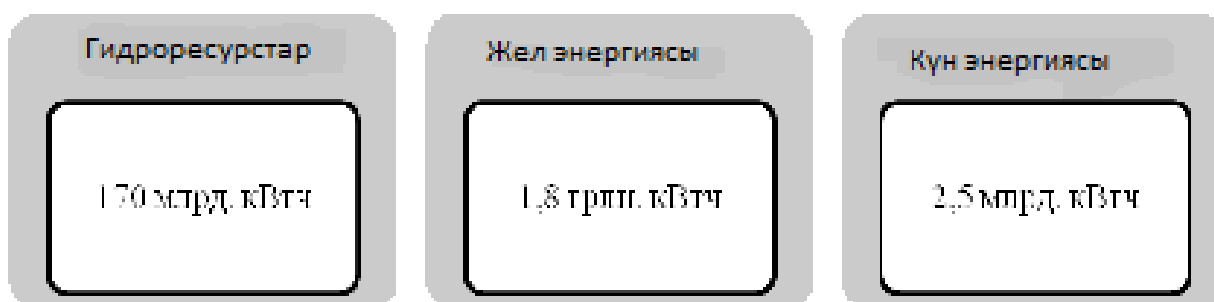 Гидроресурстар
170 млрд. кВтч
Жел энергиясы
1,8 трлн. кВтч
Күн энергиясы
2,5 млрд. кВтч